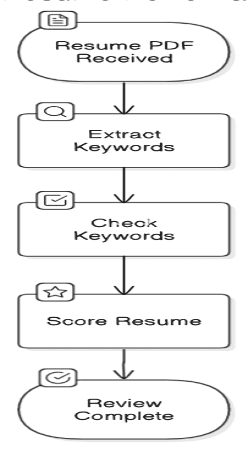 Resume PDF
Received
Extract
Keywords
Check
Keywords
Score Resume
Review
Complete